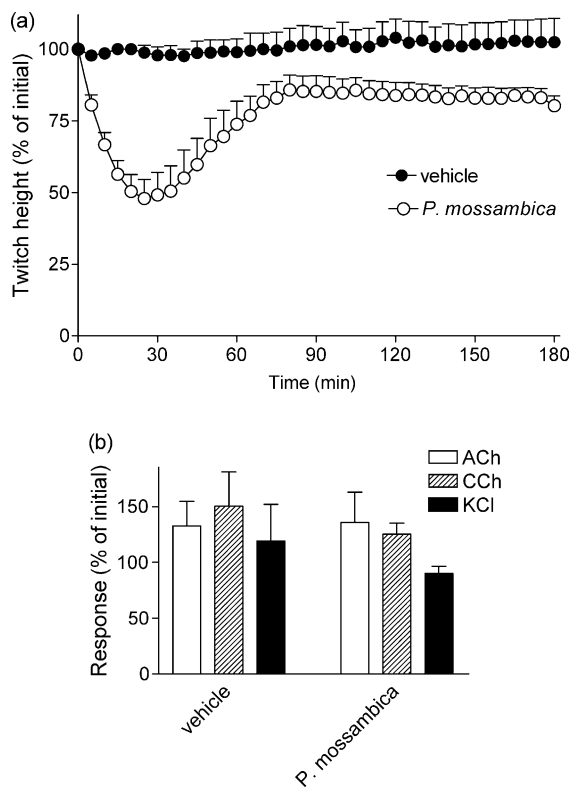 (a)
Twitch height (% of initial)
100
75
50
25
0
vehicle
P. mossambica
0 30 60 90 120 150 180
Time (min)
(b)
Response (% of initial)
150
100
50
0
ACh
CCh
KCl
vehicle
P. mossambica